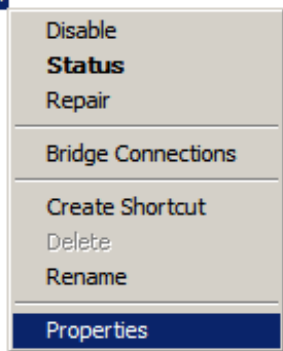 Disable
Status
Repair
Bridge Connections
Create Shortcut
Delete
Rename
Properties